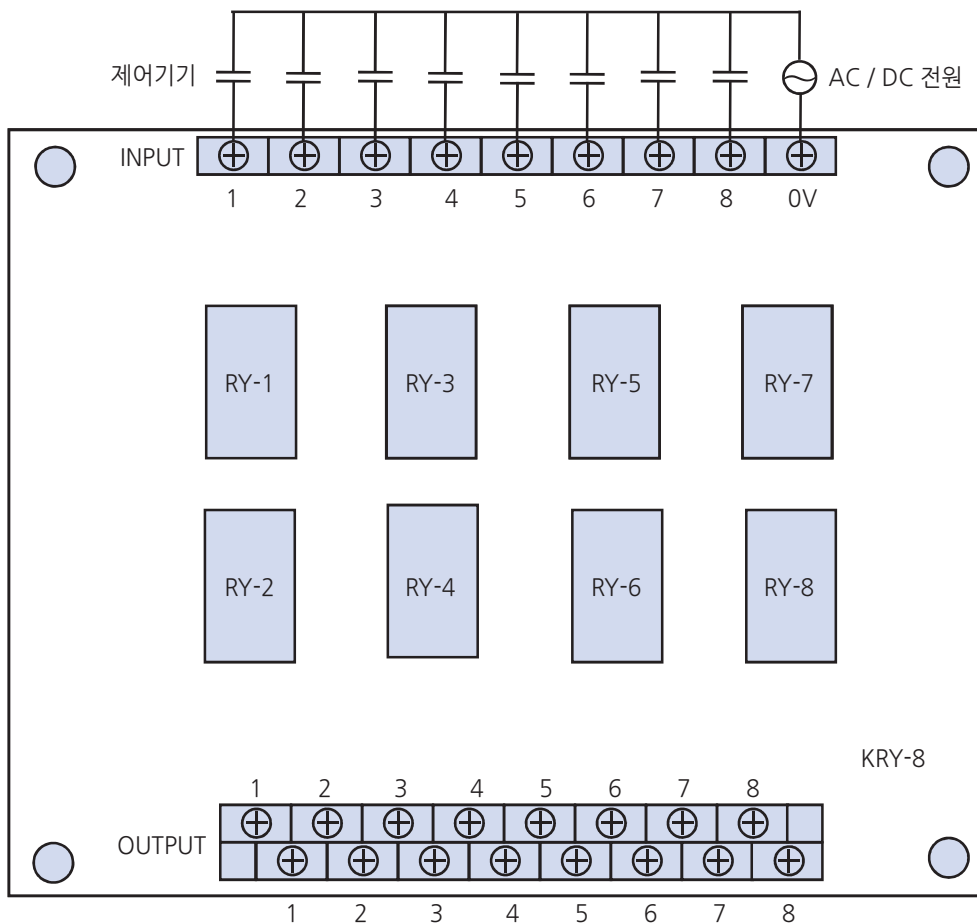 제어기기 AC / DC 전원
INPUT
1 2 3 4 5 6 7 8 0V
RY-1 RY-3 RY-5 RY-7
RY-2 RY-4 RY-6 RY-8
KRY-8
1 2 3 4 5 6 7 8
OUTPUT
1 2 3 4 5 6 7 8